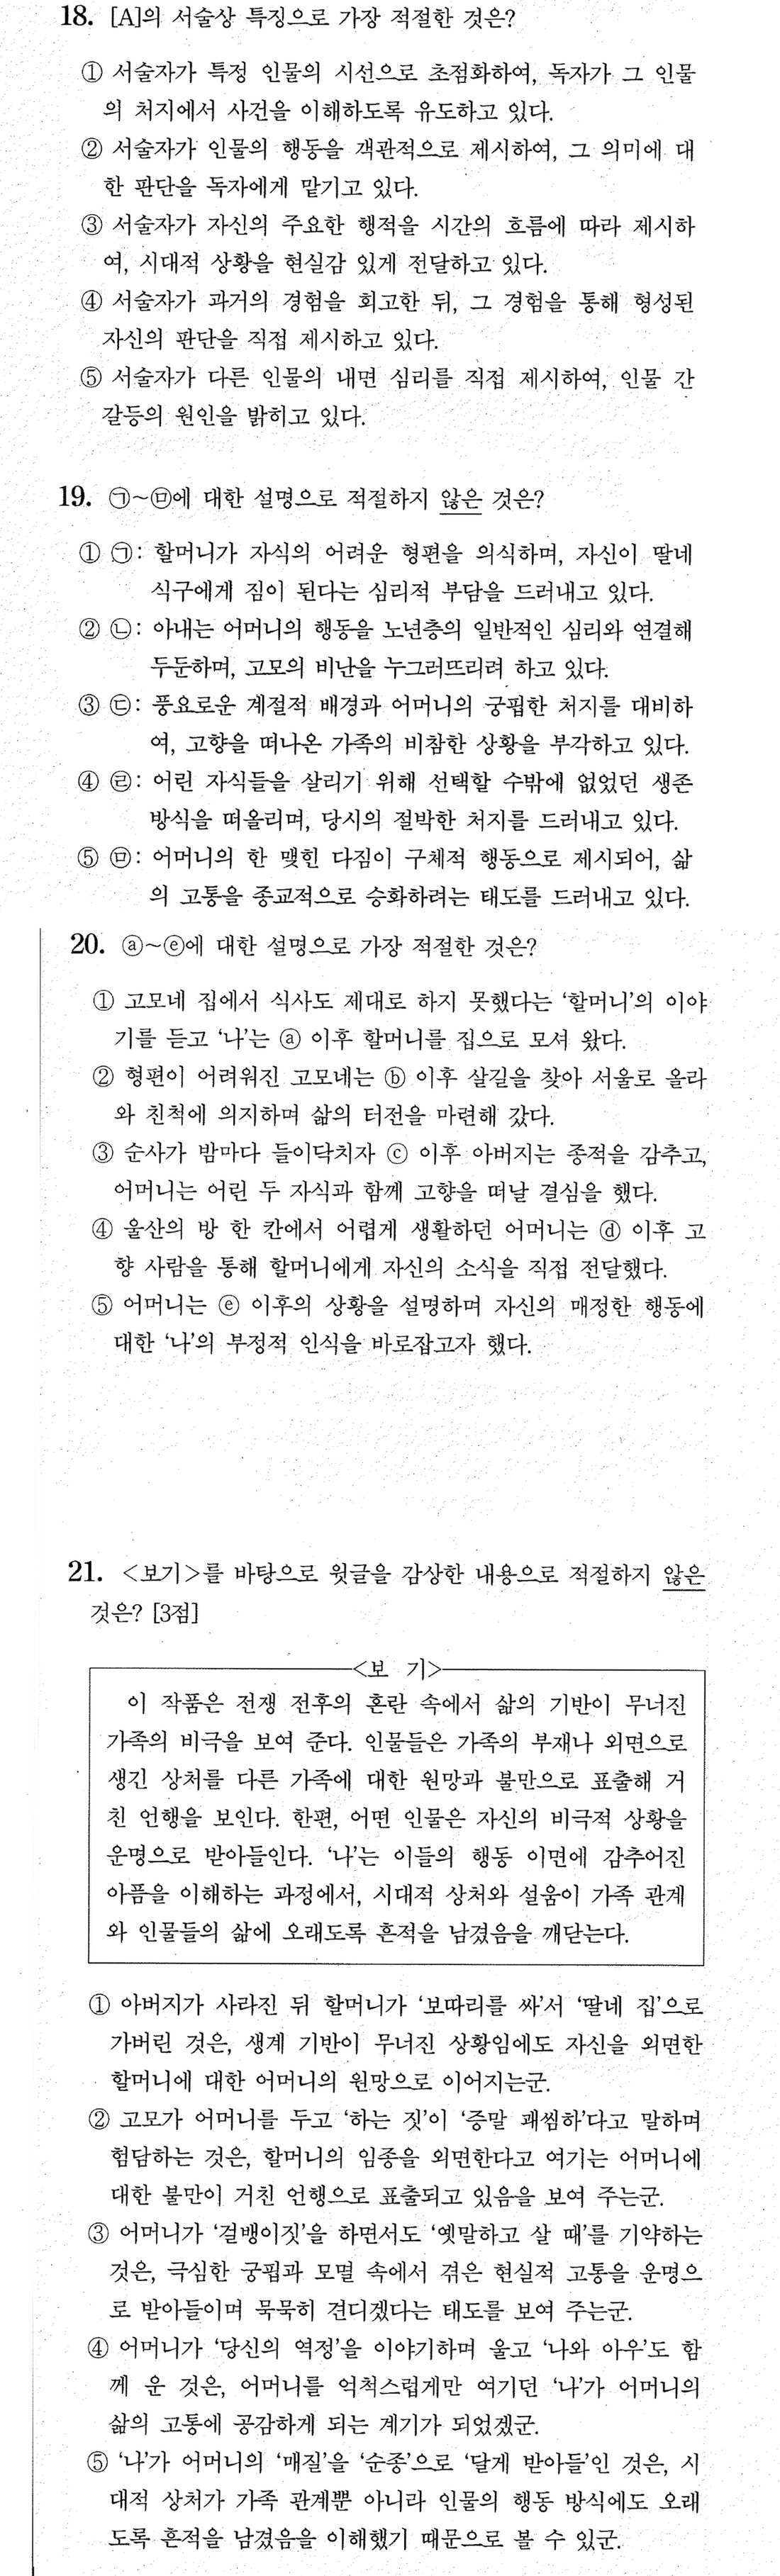 18. [A]의 서술상 특징으로 가장 적절한 것은?
① 서술자가 특정 인물의 시선으로 초점화하여, 독자가 그 인물
의 처지에서 사건을 이해하도록 유도하고 있다.
② 서술자가 인물의 행동을 객관적으로 제시하여, 그 의미에 대
한 판단을 독자에게 맡기고 있다.
③ 서술자가 자신의 주요한 행적을 시간의 흐름에 따라 제시하
여, 시대적 상황을 현실감 있게 전달하고 있다.
④ 서술자가 과거의 경험을 회고한 뒤, 그 경험을 통해 형성된
자신의 판단을 직접 제시하고 있다.
⑤ 서술자가 다른 인물의 내면 심리를 직접 제시하여, 인물 간
갈등의 원인을 밝히고 있다.
19. ㉠~㉤에 대한 설명으로 적절하지 않은 것은?
① ㉠: 할머니가 자식의 어려운 형편을 의식하며, 자신이 딸네
식구에게 짐이 된다는 심리적 부담을 드러내고 있다.
② ㉡: 아내는 어머니의 행동을 노년층의 일반적인 심리와 연결해
두둔하며, 고모의 비난을 누그러뜨리려 하고 있다.
③ ㉢: 풍요로운 계절적 배경과 어머니의 궁핍한 처지를 대비하
여, 고향을 떠나온 가족의 비참한 상황을 부각하고 있다.
④ ㉣: 어린 자식들을 살리기 위해 선택할 수밖에 없었던 생존
방식을 떠올리며, 당시의 절박한 처지를 드러내고 있다.
⑤ ㉤: 어머니의 한 맺힌 다짐이 구체적 행동으로 제시되어, 삶
의 고통을 종교적으로 승화하려는 태도를 드러내고 있다.
20. ⓐ~ⓔ에 대한 설명으로 가장 적절한 것은?
① 고모네 집에서 식사도 제대로 하지 못했다는 ‘할머니’의 이야
기를 듣고 ‘나’는 ⓐ 이후 할머니를 집으로 모셔 왔다.
② 형편이 어려워진 고모네는 ⓑ 이후 살길을 찾아 서울로 올라
와 친척에 의지하며 삶의 터전을 마련해 갔다.
③ 순사가 밤마다 들이닥치자 ⓒ 이후 아버지는 종적을 감추고,
어머니는 어린 두 자식과 함께 고향을 떠날 결심을 했다.
④ 울산의 방 한 칸에서 어렵게 생활하던 어머니는 ⓓ 이후 고
향 사람을 통해 할머니에게 자신의 소식을 직접 전달했다.
⑤ 어머니는 ⓔ 이후의 상황을 설명하며 자신의 매정한 행동에
대한 ‘나’의 부정적 인식을 바로잡고자 했다.
21. <보기>를 바탕으로 윗글을 감상한 내용으로 적절하지 않은
것은? [3점]
<보 기>
이 작품은 전쟁 전후의 혼란 속에서 삶의 기반이 무너진
가족의 비극을 보여 준다. 인물들은 가족의 부재나 외면으로
생긴 상처를 다른 가족에 대한 원망과 불만으로 표출해 거
친 언행을 보인다. 한편, 어떤 인물은 자신의 비극적 상황을
운명으로 받아들인다. ‘나’는 이들의 행동 이면에 감추어진
아픔을 이해하는 과정에서, 시대적 상처와 설움이 가족 관계
와 인물들의 삶에 오래도록 흔적을 남겼음을 깨닫는다.
① 아버지가 사라진 뒤 할머니가 ‘보따리를 싸’서 ‘딸네 집’으로
가버린 것은, 생계 기반이 무너진 상황임에도 자신을 외면한
할머니에 대한 어머니의 원망으로 이어지는군.
② 고모가 어머니를 두고 ‘하는 짓’이 ‘증말 괘씸하’다고 말하며
험담하는 것은, 할머니의 임종을 외면한다고 여기는 어머니에
대한 불만이 거친 언행으로 표출되고 있음을 보여 주는군.
③ 어머니가 ‘걸뱅이짓’을 하면서도 ‘옛말하고 살 때’를 기약하는
것은, 극심한 궁핍과 모멸 속에서 겪은 현실적 고통을 운명으
로 받아들이며 묵묵히 견디겠다는 태도를 보여 주는군.
④ 어머니가 ‘당신의 역정’을 이야기하며 울고 ‘나와 아우’도 함
께 운 것은, 어머니를 억척스럽게만 여기던 ‘나’가 어머니의
삶의 고통에 공감하게 되는 계기가 되었겠군.
⑤ ‘나’가 어머니의 ‘매질’을 ‘순종’으로 ‘달게 받아들’인 것은, 시
대적 상처가 가족 관계뿐 아니라 인물의 행동 방식에도 오래
도록 흔적을 남겼음을 이해했기 때문으로 볼 수 있군.